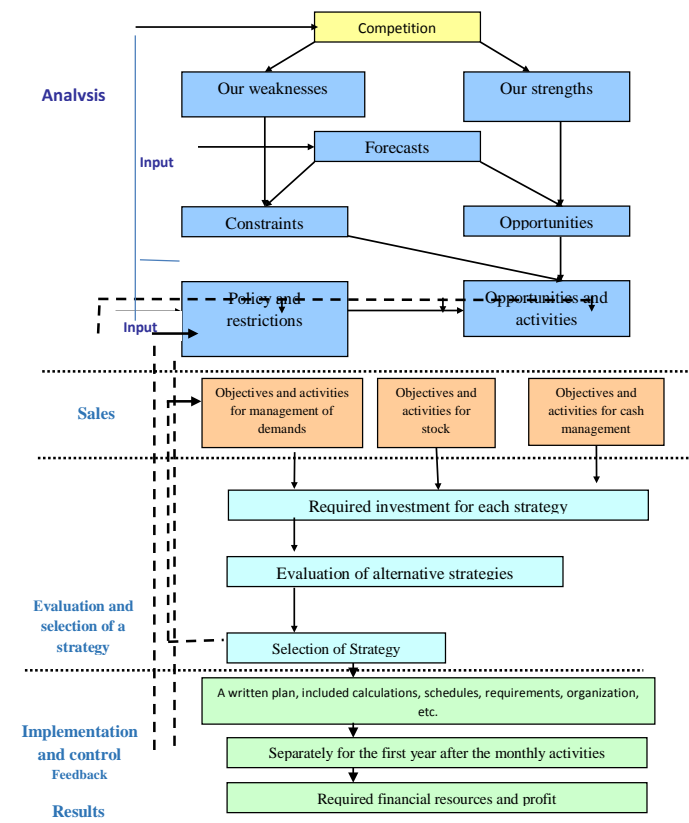 Competition
Our weaknesses
Our strengths
Analysis
Forecasts
Input
Constraints
Opportunities
Policy and
restrictions
Opportunities and
activities
Input
Sales
Objectives and activities
for management of
demands
Objectives and
activities for
stock
Objectives and
activities for cash
management
Required investment for each strategy
Evaluation of alternative strategies
Evaluation and
selection of a
strategy
Selection of Strategy
A written plan, included calculations, schedules, requirements, organization,
etc.
Implementation
and control
Feedback
Separately for the first year after the monthly activities
Required financial resources and profit
Results